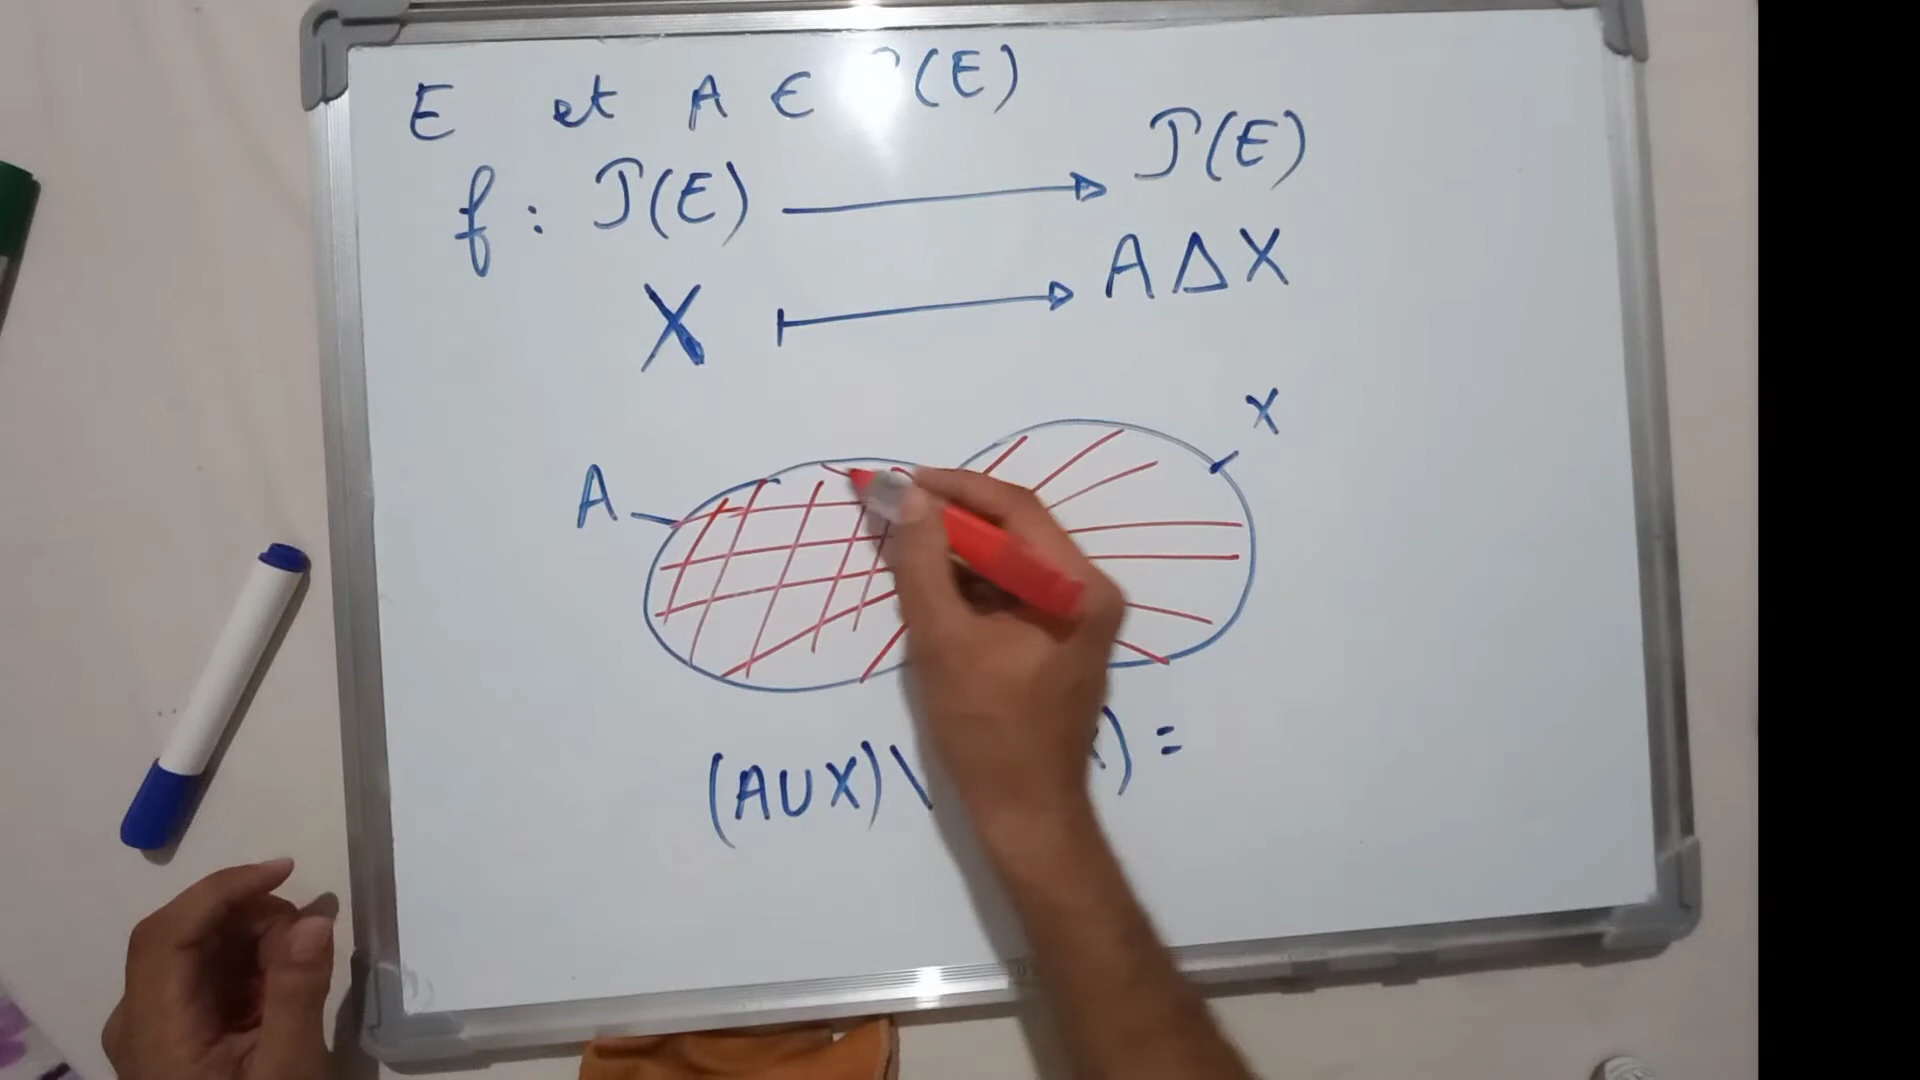 E et A ∈ (E)
f : P(E) → P(E)
X ↦ A Δ X
X
A
(A∪X)\ ) =